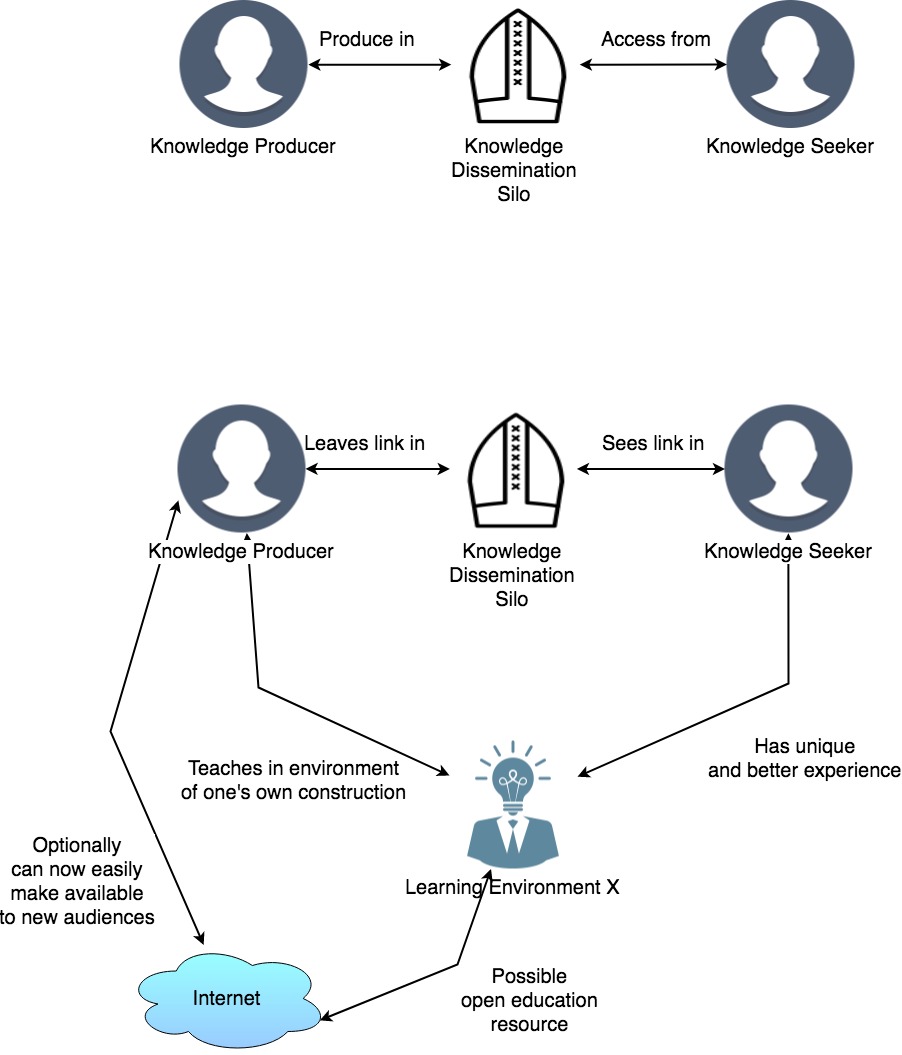 Produce in
Access from
Knowledge Producer
Knowledge
Dissemination
Silo
Knowledge Seeker
Leaves link in
Sees link in
Knowledge Producer
Knowledge
Dissemination
Silo
Knowledge Seeker
Teaches in environment
of one's own construction
Has unique
and better experience
Optionally
can now easily
make available
to new audiences
Learning Environment X
Internet
Possible
open education
resource